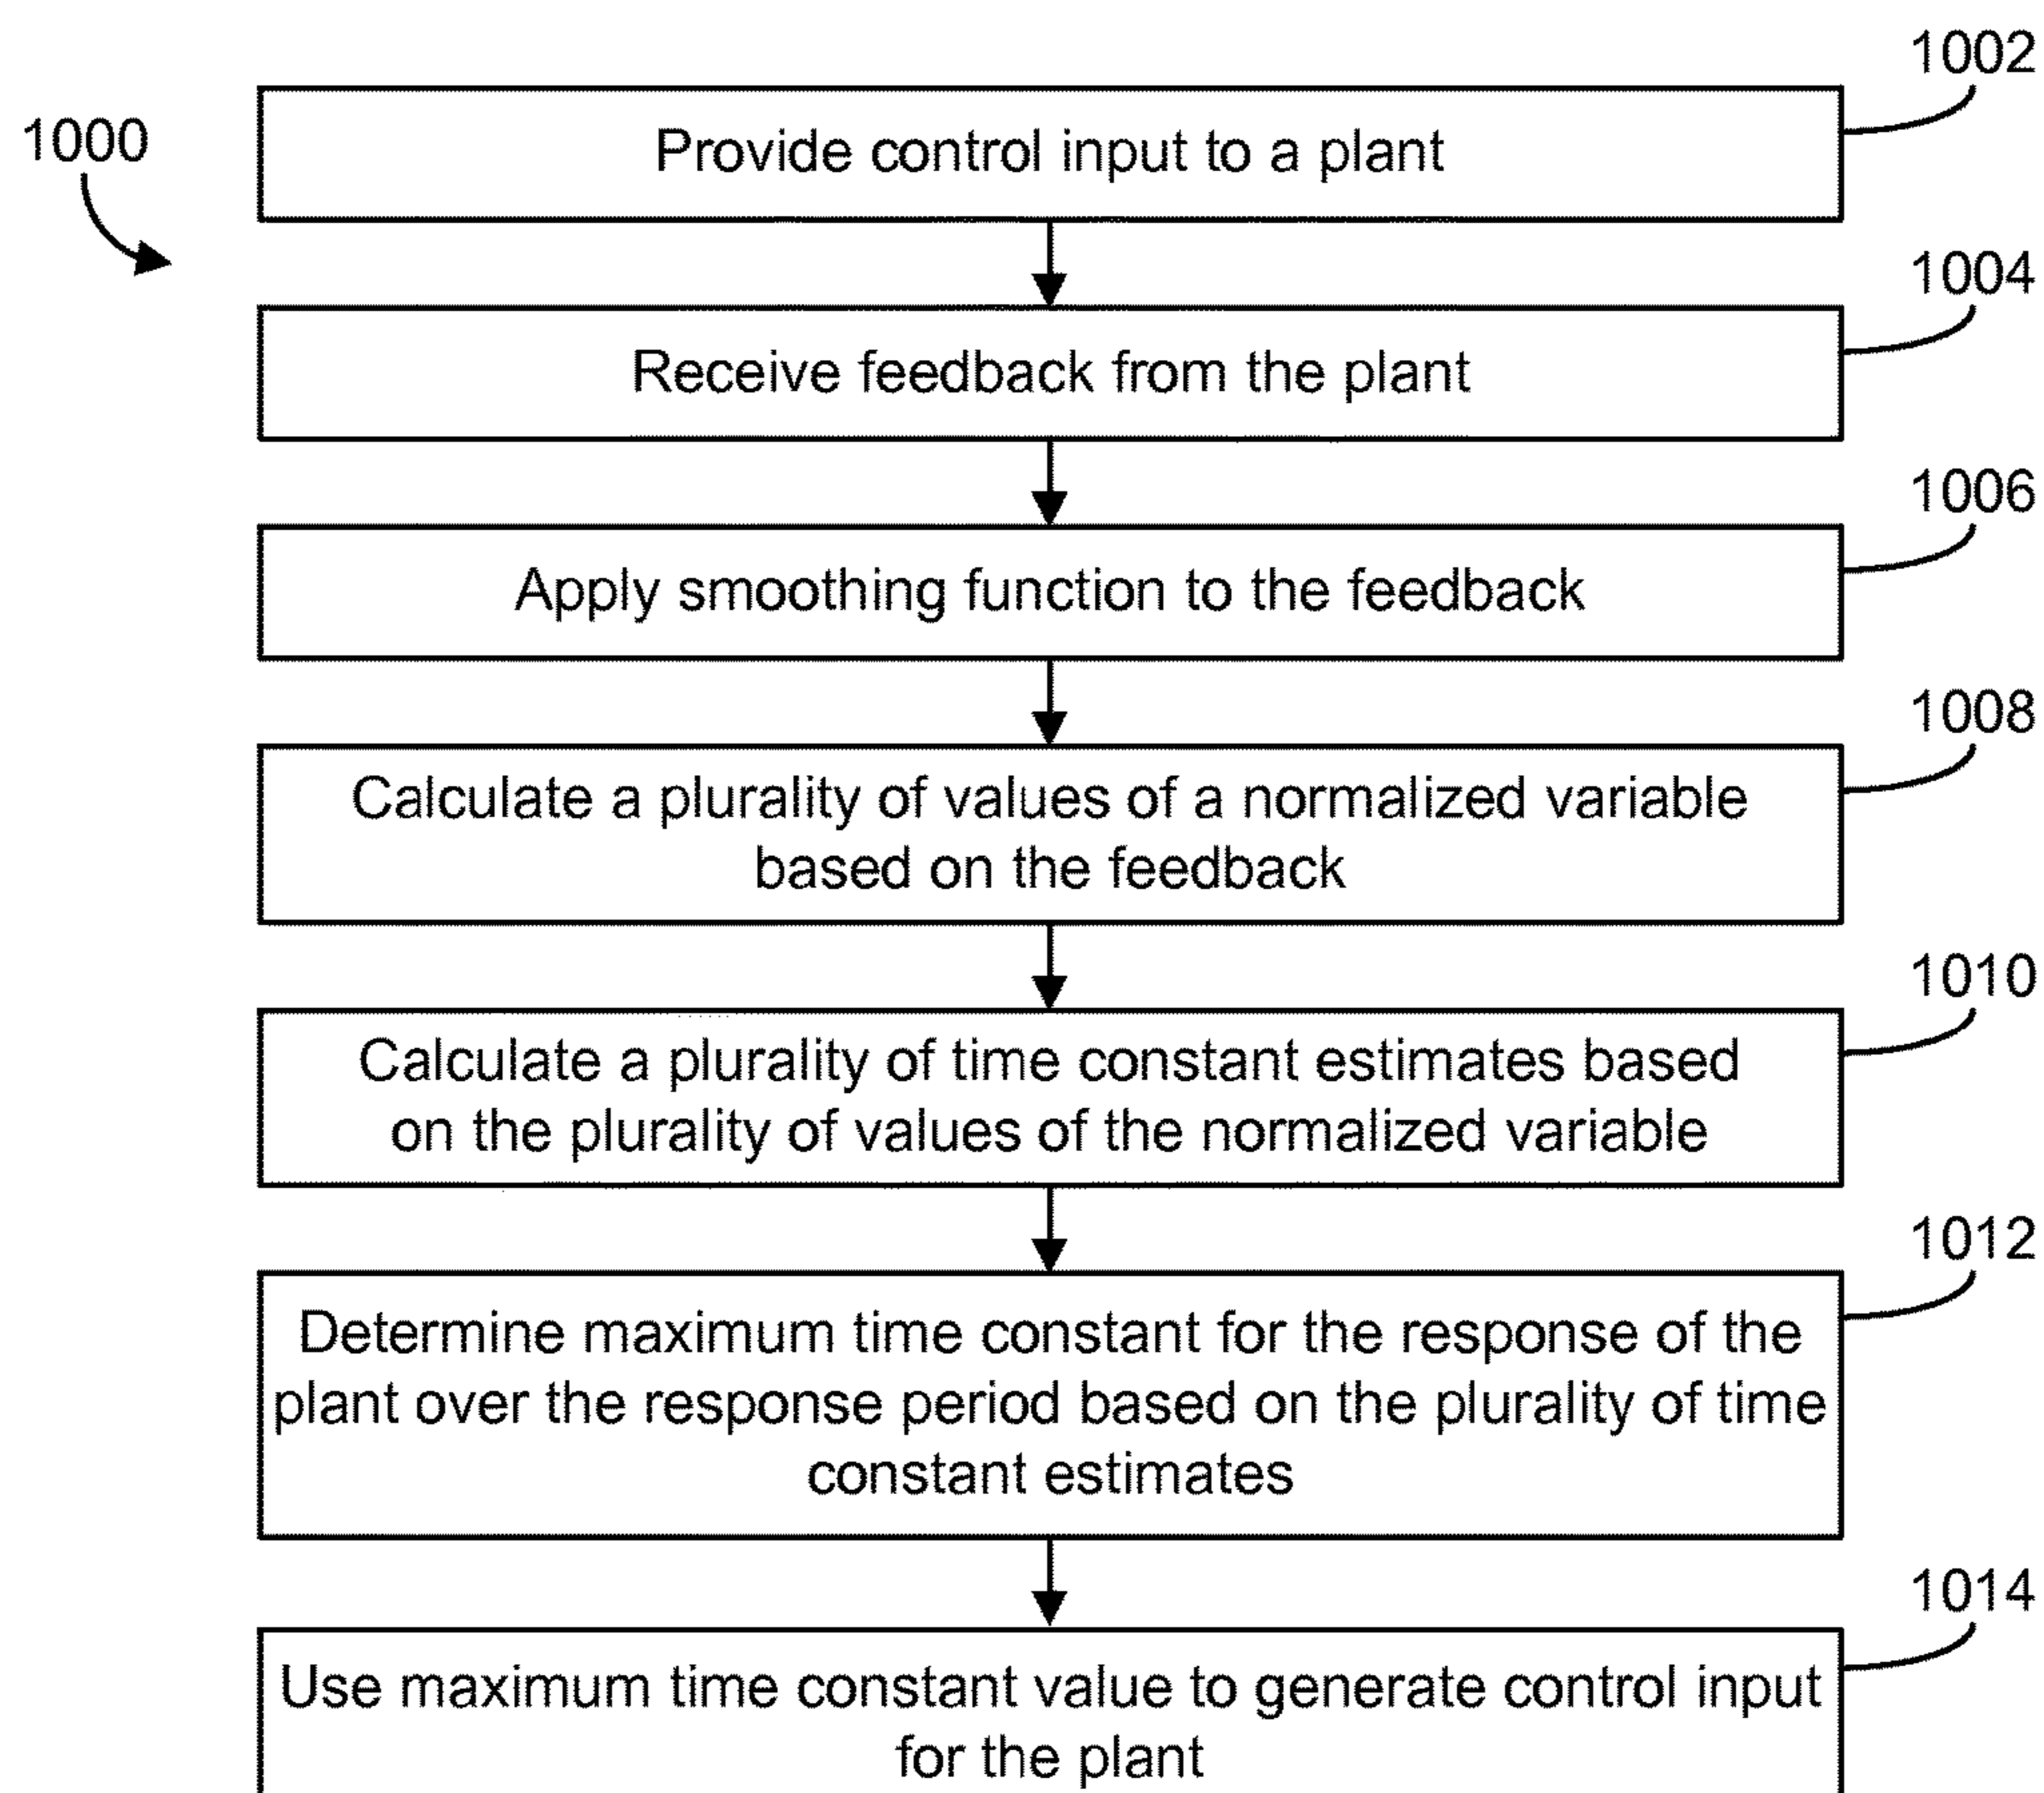 1002
1000
Provide control input to a plant
1004
Receive feedback from the plant
1006
Apply smoothing function to the feedback
1008
Calculate a plurality of values of a normalized variable
based on the feedback
1010
Calculate a plurality of time constant estimates based
on the plurality of values of the normalized variable
1012
Determine maximum time constant for the response of the
plant over the response period based on the plurality of time
constant estimates
1014
Use maximum time constant value to generate control input
for the plant